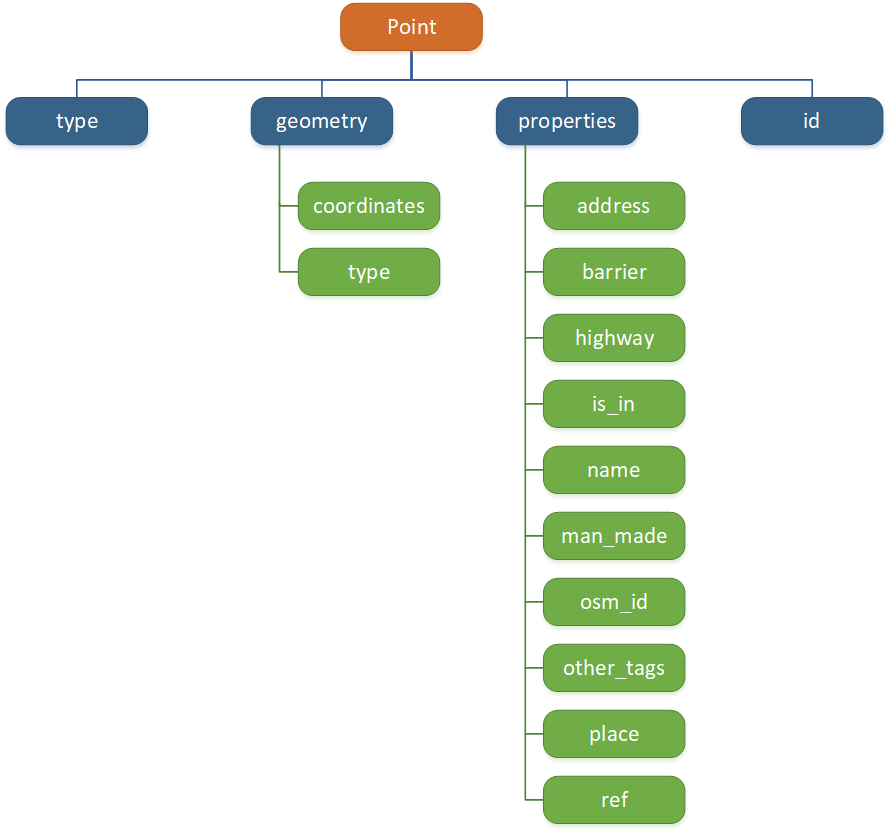 Point
type
geometry
properties
id
coordinates
type
address
barrier
highway
is_in
name
man_made
osm_id
other_tags
place
ref